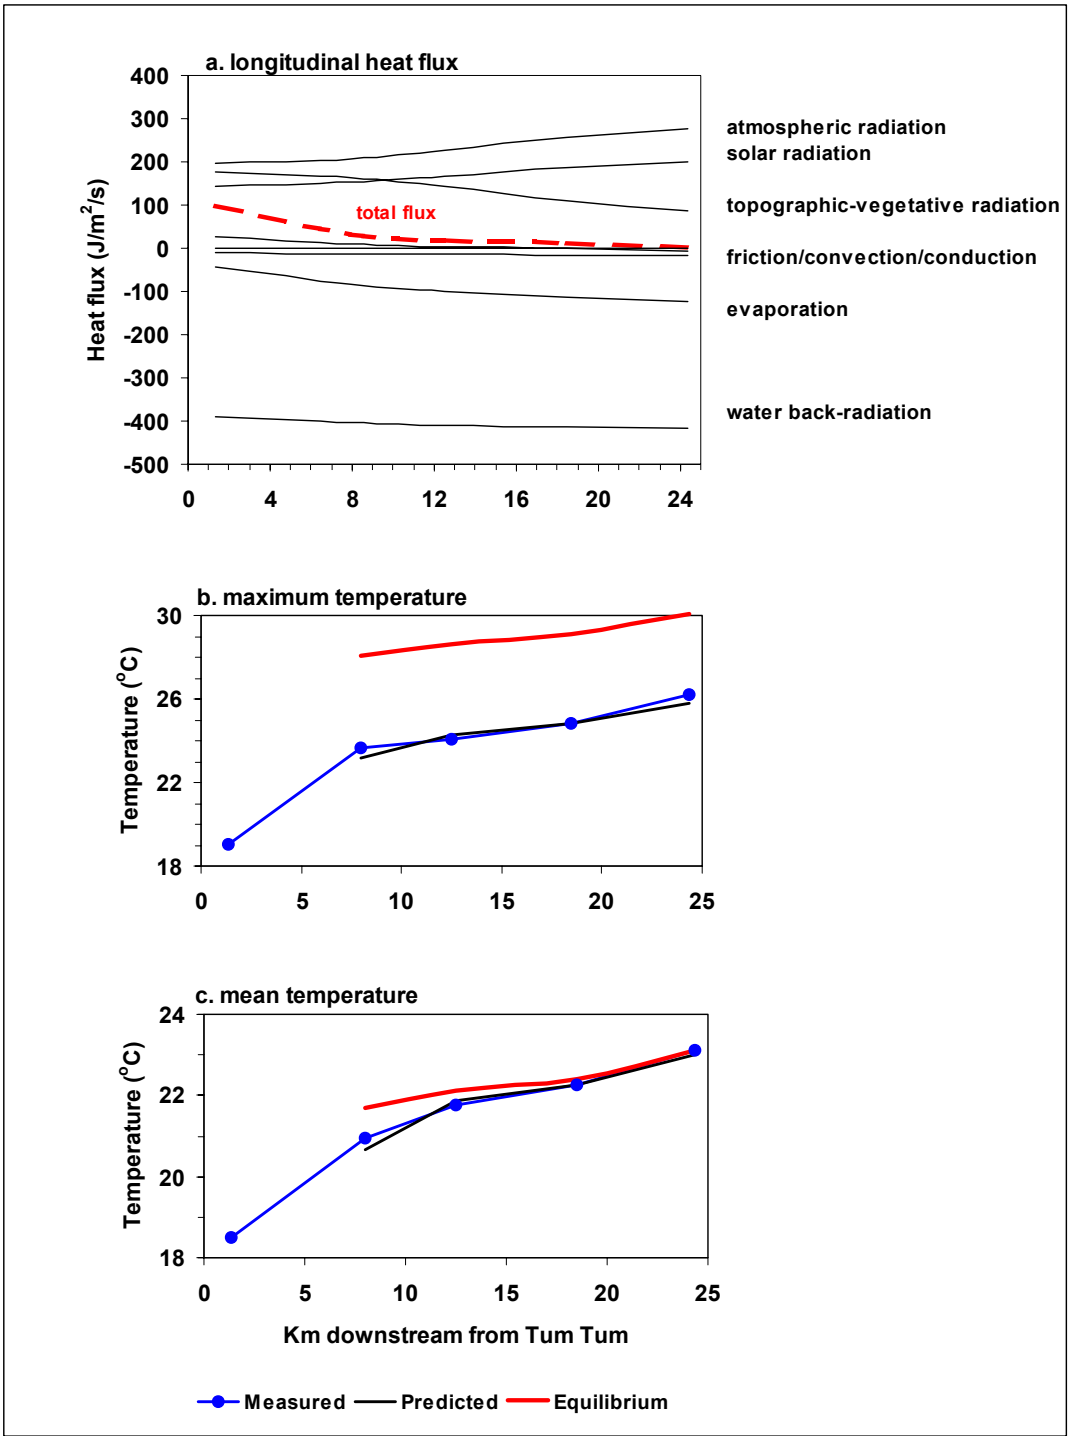 a. longitudinal heat flux
400
300
200
100
0
-100
-200
-300
-400
-500
Heat flux (J/m²/s)
total flux
atmospheric radiation
solar radiation
topographic-vegetative radiation
friction/convection/conduction
evaporation
water back-radiation
0 4 8 12 16 20 24
b. maximum temperature
30
26
22
18
Temperature (°C)
0 5 10 15 20 25
c. mean temperature
24
22
20
18
Temperature (°C)
0 5 10 15 20 25
Km downstream from Tum Tum
Measured Predicted Equilibrium